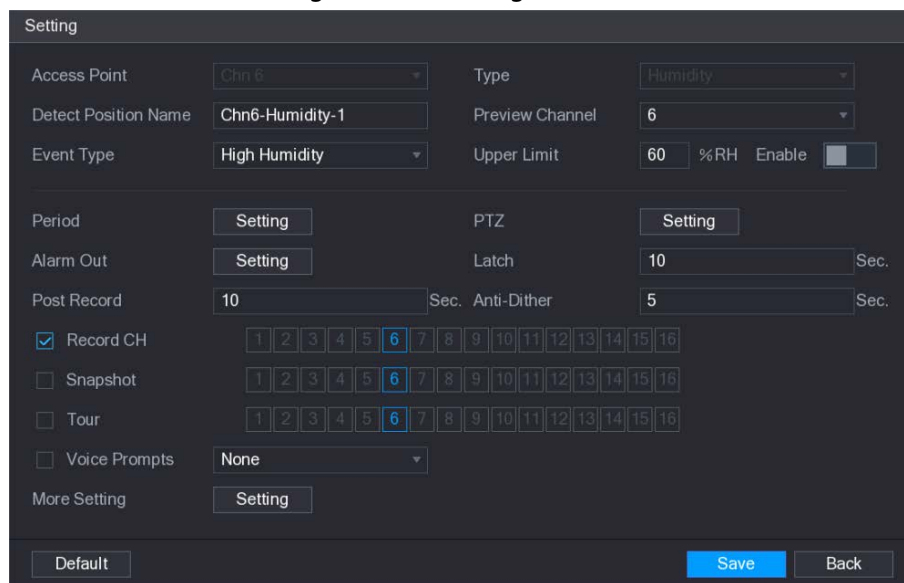 Setting
Access Point Chn 6 Type Humidity
Detect Position Name Chn6-Humidity-1 Preview Channel 6
Event Type High Humidity Upper Limit 60 %RH Enable
Period Setting PTZ Setting
Alarm Out Setting Latch 10 Sec.
Post Record 10 Sec. Anti-Dither 5 Sec.
Record CH 1 2 3 4 5 6 7 8 9 10 11 12 13 14 15 16
Snapshot 1 2 3 4 5 6 7 8 9 10 11 12 13 14 15 16
Tour 1 2 3 4 5 6 7 8 9 10 11 12 13 14 15 16
Voice Prompts None
More Setting Setting
Default Save Back